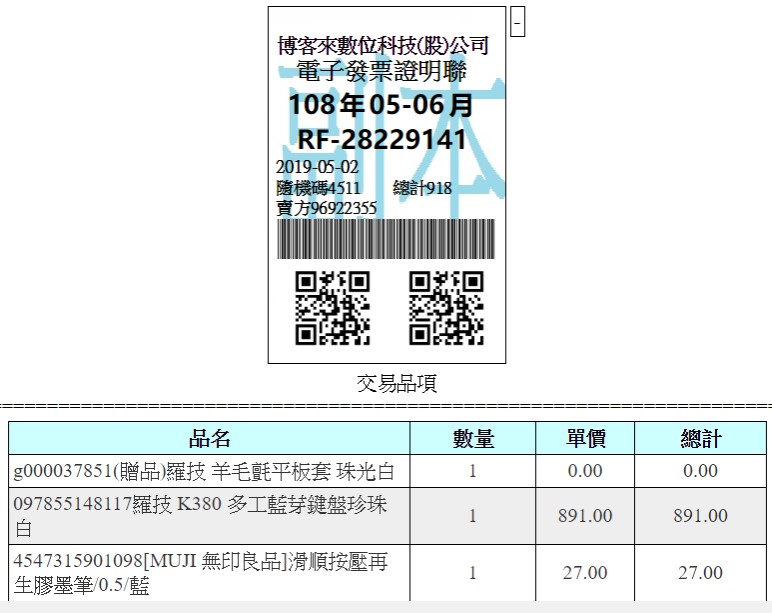 博客來數位科技(股)公司
-
電子發票證明聯
副本
108年05-06月
RF-28229141
2019-05-02
隨機碼4511 總計918
賣方96922355
交易品項
品名 數量 單價 總計
g000037851(贈品)羅技 羊毛氈平板套 珠光白 1 0.00 0.00
097855148117羅技 K380 多工藍芽鍵盤珍珠
白 1 891.00 891.00
4547315901098[MUJI 無印良品]滑順按壓再
生膠墨筆/0.5/藍 1 27.00 27.00